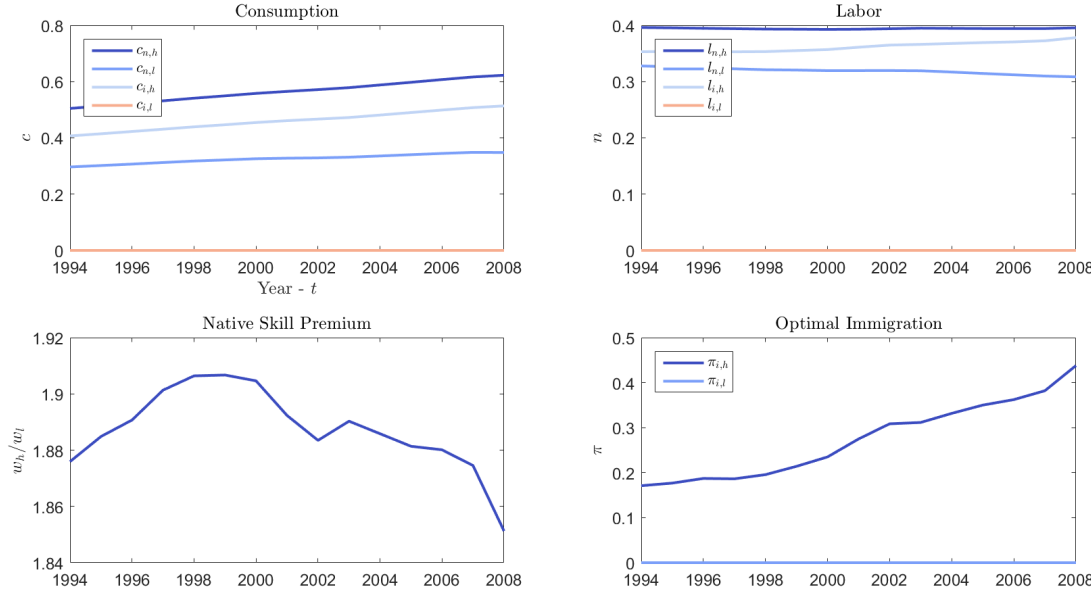 Consumption
0.8
0.6
0.4
0.2
0
c
c_{n,h}
c_{n,l}
c_{i,h}
c_{i,l}
1994 1996 1998 2000 2002 2004 2006 2008
Year - t
Labor
0.4
0.3
0.2
0.1
0
n
l_{n,h}
l_{n,l}
l_{i,h}
l_{i,l}
1994 1996 1998 2000 2002 2004 2006 2008
Native Skill Premium
1.92
1.9
1.88
1.86
1.84
w_h/w_l
1994 1996 1998 2000 2002 2004 2006 2008
Optimal Immigration
0.5
0.4
0.3
0.2
0.1
0
π
π_{i,h}
π_{i,l}
1994 1996 1998 2000 2002 2004 2006 2008